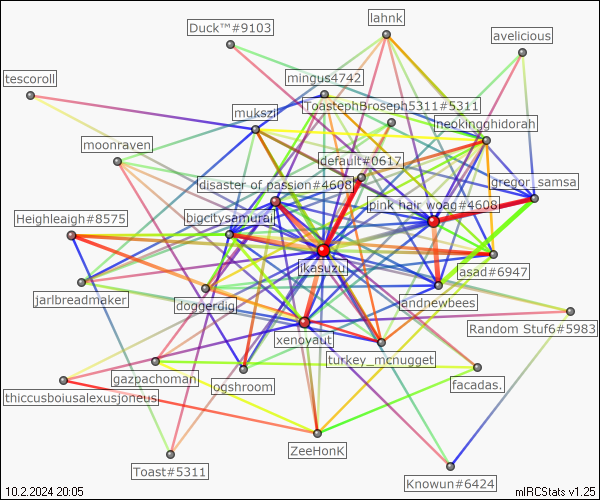 lahnk
Duck™#9103
avelicious
tescoroll
mingus4742
ToastephBroseph5311#5311
mukszi
neokingghidorah
moonraven
default#0617
disaster of passion#4608
gregor_samsa
pink hair woag#4608
Heighleaigh#8575
bigcitysamurai
ikasuzu
asad#6947
jarlbreadmaker
doggerdig
andnewbees
Random Stuf6#5983
xenoyaut
turkey_mcnugget
gazpachoman
ogshroom
facadas.
thiccusboiusalexusjoneus
ZeeHonK
Toast#5311
Knowun#6424
10.2.2024 20:05
mIRCStats v1.25